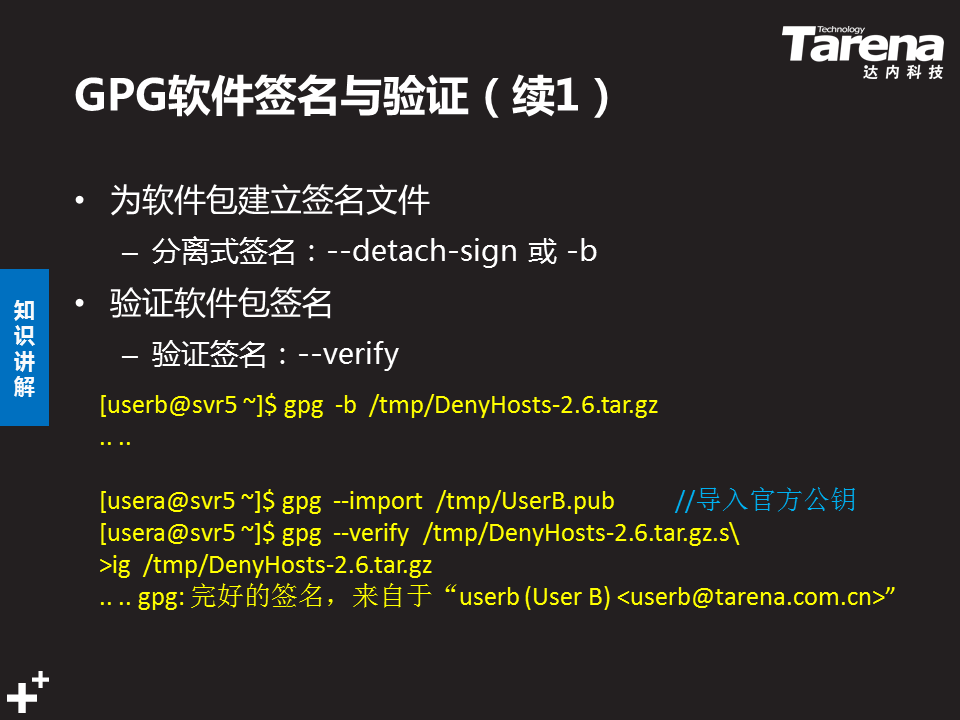 Technology
Tarena
达内科技
GPG软件签名与验证（续1）
• 为软件包建立签名文件
– 分离式签名：--detach-sign 或 -b
• 验证软件包签名
– 验证签名：--verify
知识讲解
[userb@svr5 ~]$ gpg -b /tmp/DenyHosts-2.6.tar.gz
.. ..
[usera@svr5 ~]$ gpg --import /tmp/UserB.pub //导入官方公钥
[usera@svr5 ~]$ gpg --verify /tmp/DenyHosts-2.6.tar.gz.s\
>ig /tmp/DenyHosts-2.6.tar.gz
.. .. gpg: 完好的签名，来自于“userb (User B) <userb@tarena.com.cn>”